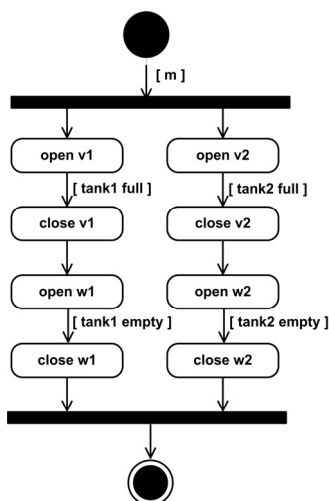 [ m ]
open v1
open v2
[ tank1 full ]
[ tank2 full ]
close v1
close v2
open w1
open w2
[ tank1 empty ]
[ tank2 empty ]
close w1
close w2